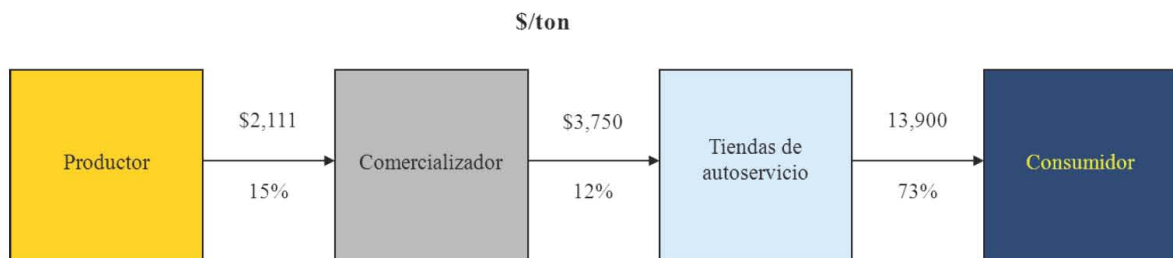 $/ton
Productor
$2,111
15%
Comercializador
$3,750
12%
Tiendas de
autoservicio
13,900
73%
Consumidor